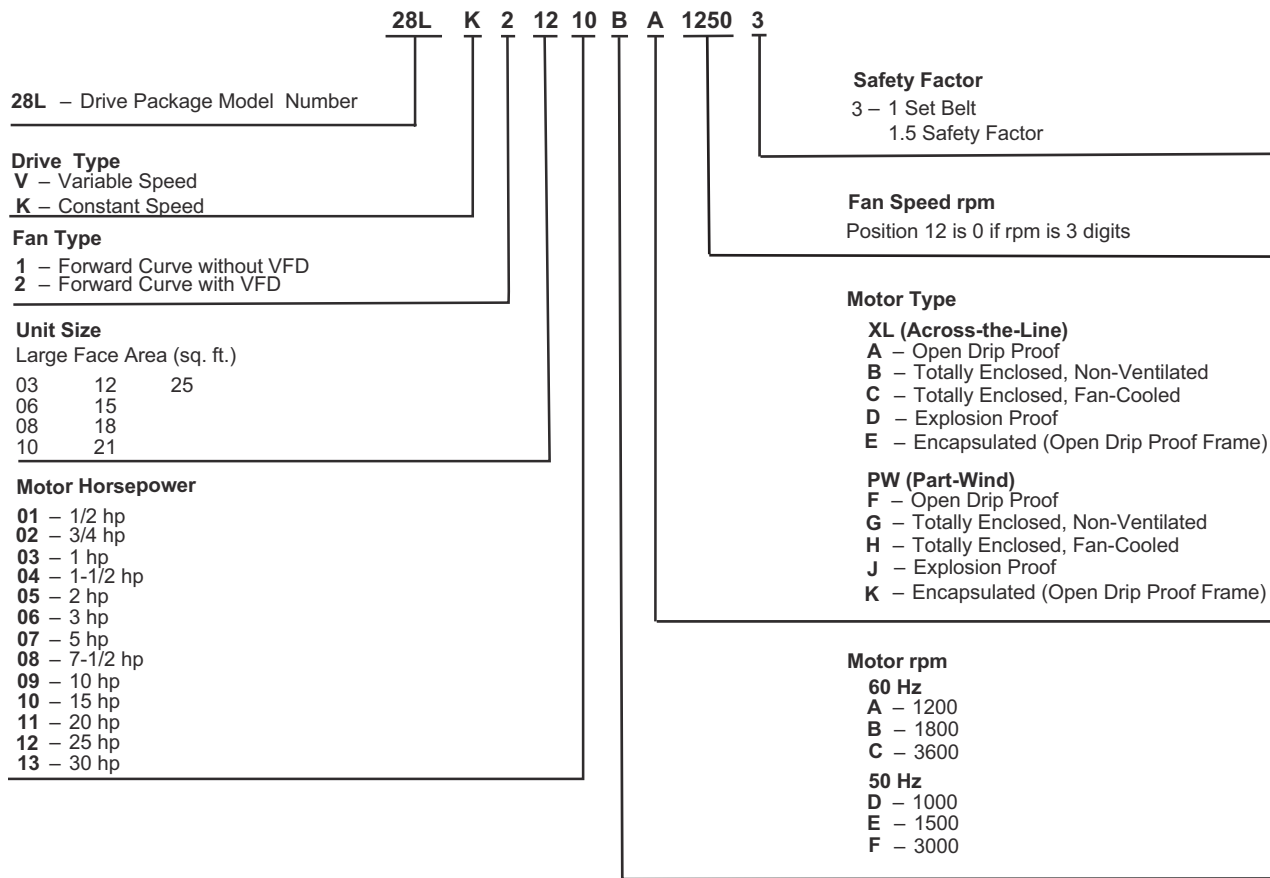 28L K 2 12 10 B A 1250 3
28L – Drive Package Model Number
Drive Type
V – Variable Speed
K – Constant Speed
Fan Type
1 – Forward Curve without VFD
2 – Forward Curve with VFD
Unit Size
Large Face Area (sq. ft.)
03 12 25
06 15
08 18
10 21
Motor Horsepower
01 – 1/2 hp
02 – 3/4 hp
03 – 1 hp
04 – 1-1/2 hp
05 – 2 hp
06 – 3 hp
07 – 5 hp
08 – 7-1/2 hp
09 – 10 hp
10 – 15 hp
11 – 20 hp
12 – 25 hp
13 – 30 hp
Safety Factor
3 – 1 Set Belt
1.5 Safety Factor
Fan Speed rpm
Position 12 is 0 if rpm is 3 digits
Motor Type
XL (Across-the-Line)
A – Open Drip Proof
B – Totally Enclosed, Non-Ventilated
C – Totally Enclosed, Fan-Cooled
D – Explosion Proof
E – Encapsulated (Open Drip Proof Frame)
PW (Part-Wind)
F – Open Drip Proof
G – Totally Enclosed, Non-Ventilated
H – Totally Enclosed, Fan-Cooled
J – Explosion Proof
K – Encapsulated (Open Drip Proof Frame)
Motor rpm
60 Hz
A – 1200
B – 1800
C – 3600
50 Hz
D – 1000
E – 1500
F – 3000